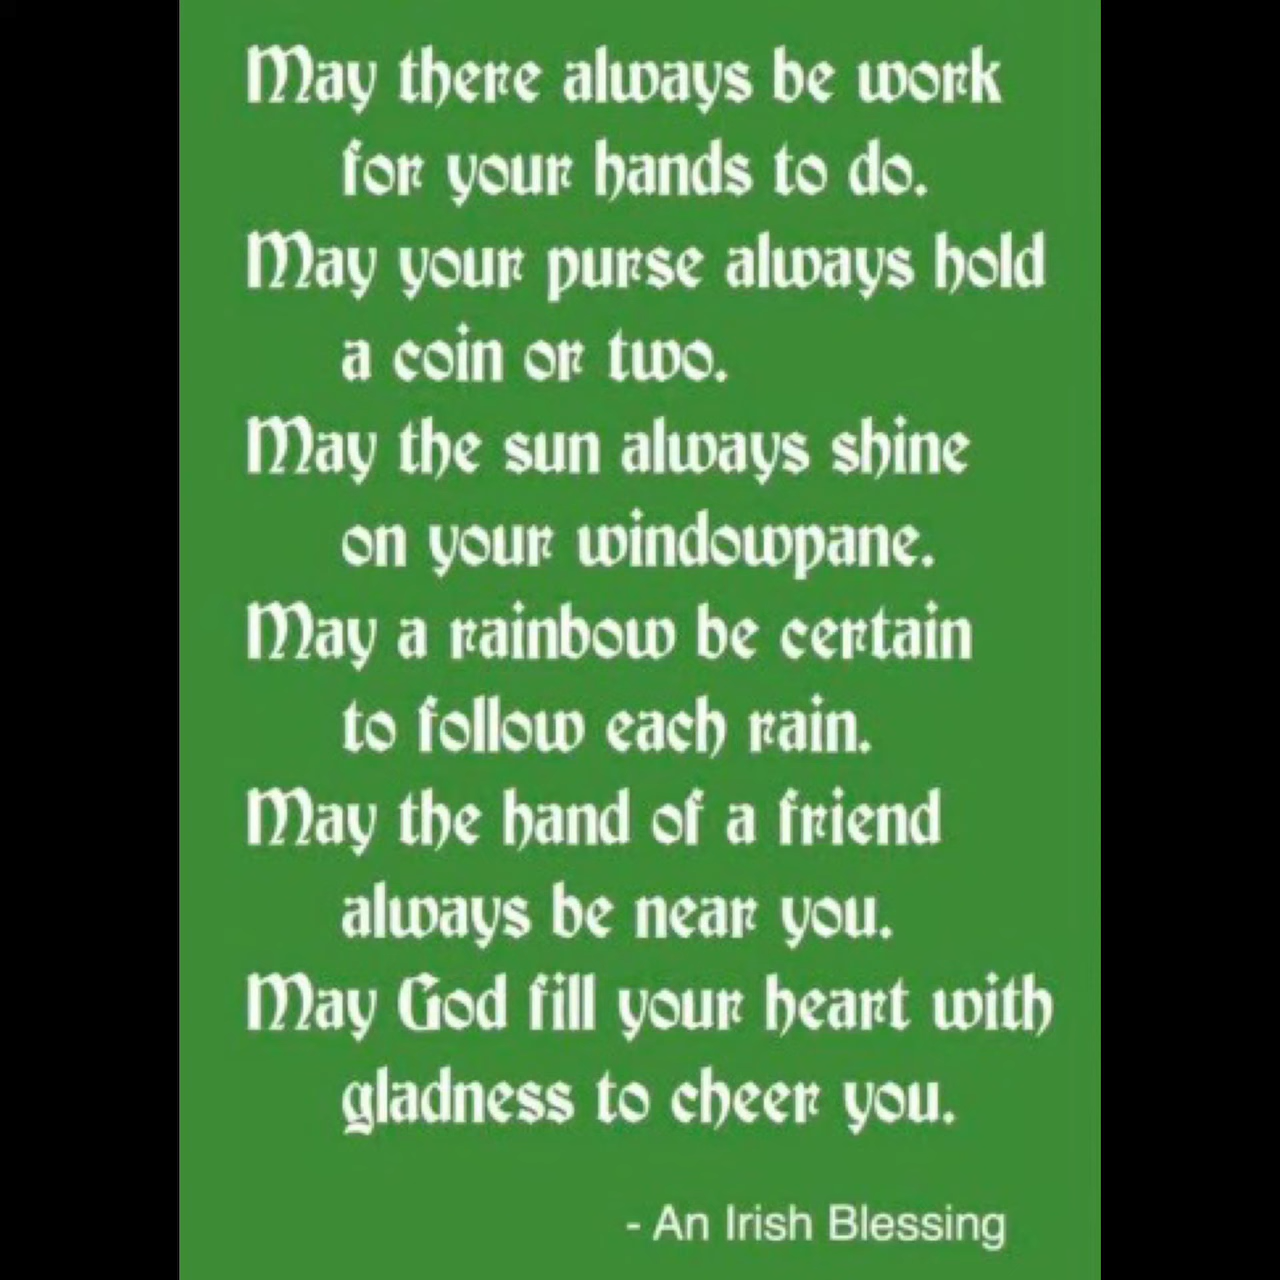 May there always be work
for your hands to do.
May your purse always hold
a coin or two.
May the sun always shine
on your windowpane.
May a rainbow be certain
to follow each rain.
May the hand of a friend
always be near you.
May God fill your heart with
gladness to cheer you.
- An Irish Blessing